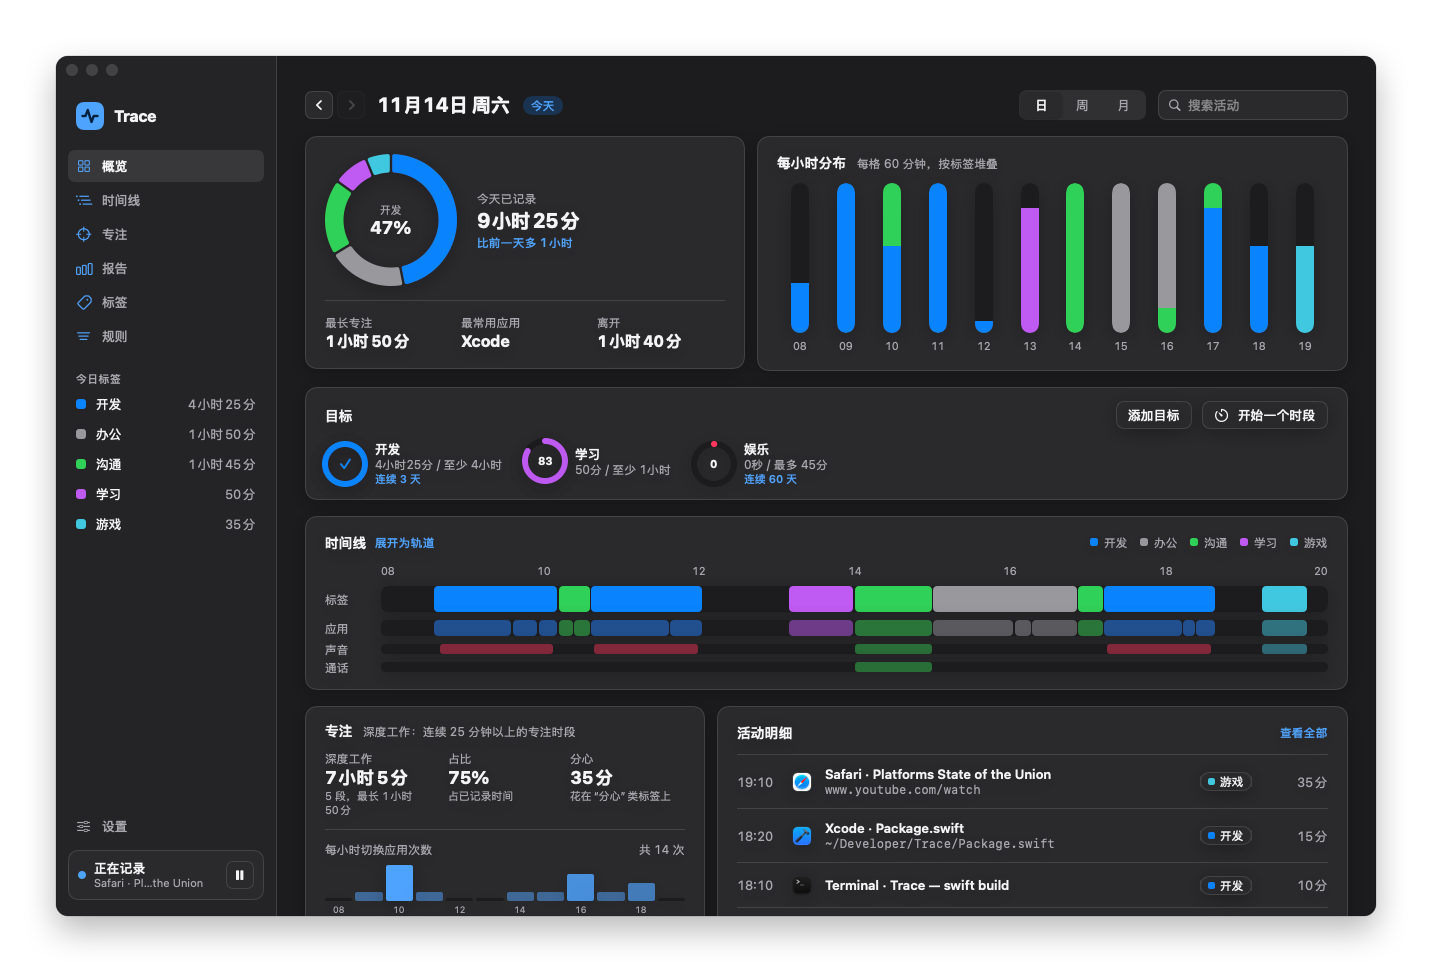 Trace
概览
时间线
专注
报告
标签
规则
今日标签
开发 4小时25分
办公 1小时50分
沟通 1小时45分
学习 50分
游戏 35分
设置
正在记录
Safari · Pl...the Union
11月14日 周六 今天
日 周 月
搜索活动
开发
47%
今天已记录
9小时25分
比前一天多 1小时
最长专注
1小时50分
最常用应用
Xcode
离开
1小时40分
每小时分布 每格 60 分钟，按标签堆叠
08 09 10 11 12 13 14 15 16 17 18 19
目标
添加目标 开始一个时段
开发
4小时25分 / 至少 4小时
连续 3 天
83
学习
50分 / 至少 1小时
0
娱乐
0秒 / 最多 45分
连续 60 天
时间线 展开为轨道
开发 办公 沟通 学习 游戏
08 10 12 14 16 18 20
标签
应用
声音
通话
专注 深度工作：连续 25 分钟以上的专注时段
深度工作
7小时5分
5 段，最长 1小时
50分
占比
75%
占已记录时间
分心
35分
花在“分心”类标签上
每小时切换应用次数 共 14 次
08 10 12 14 16 18
活动明细 查看全部
19:10 Safari · Platforms State of the Union 游戏 35分
www.youtube.com/watch
18:20 Xcode · Package.swift 开发 15分
~/Developer/Trace/Package.swift
18:10 Terminal · Trace — swift build 开发 10分